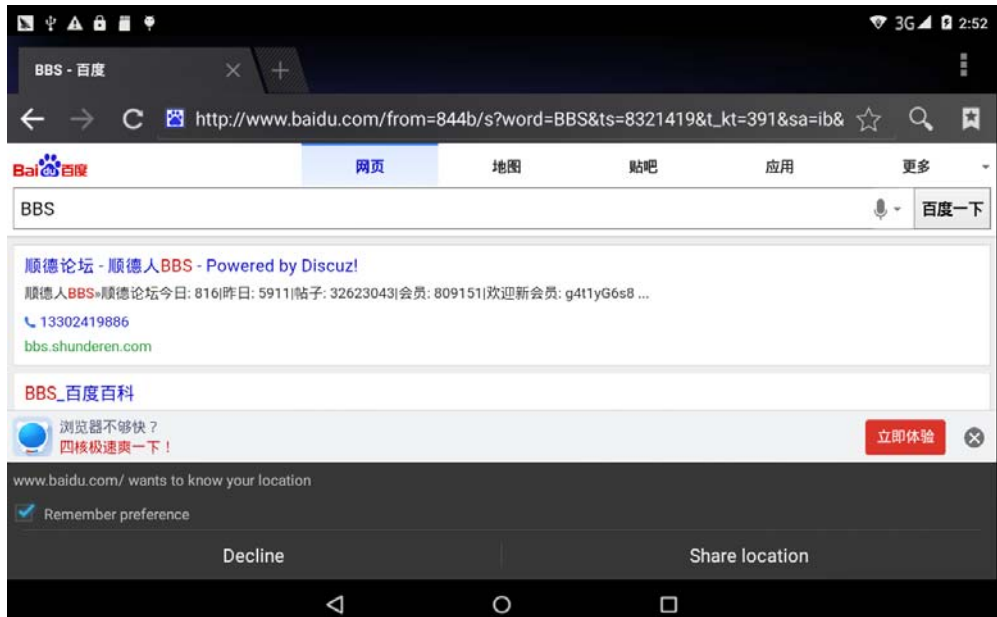 3G 2:52
BBS - 百度
http://www.baidu.com/from=844b/s?word=BBS&ts=8321419&t_kt=391&sa=ib&
Bai du 百度 网页 地图 贴吧 应用 更多
BBS 百度一下
顺德论坛 - 顺德人BBS - Powered by Discuz!
顺德人BBS»顺德论坛今日: 816|昨日: 5911|帖子: 32623043|会员: 809151|欢迎新会员: g4t1yG6s8 ...
13302419886
bbs.shunderen.com
BBS_百度百科
浏览器不够快？
四核极速爽一下！ 立即体验
www.baidu.com/ wants to know your location
Remember preference
Decline Share location